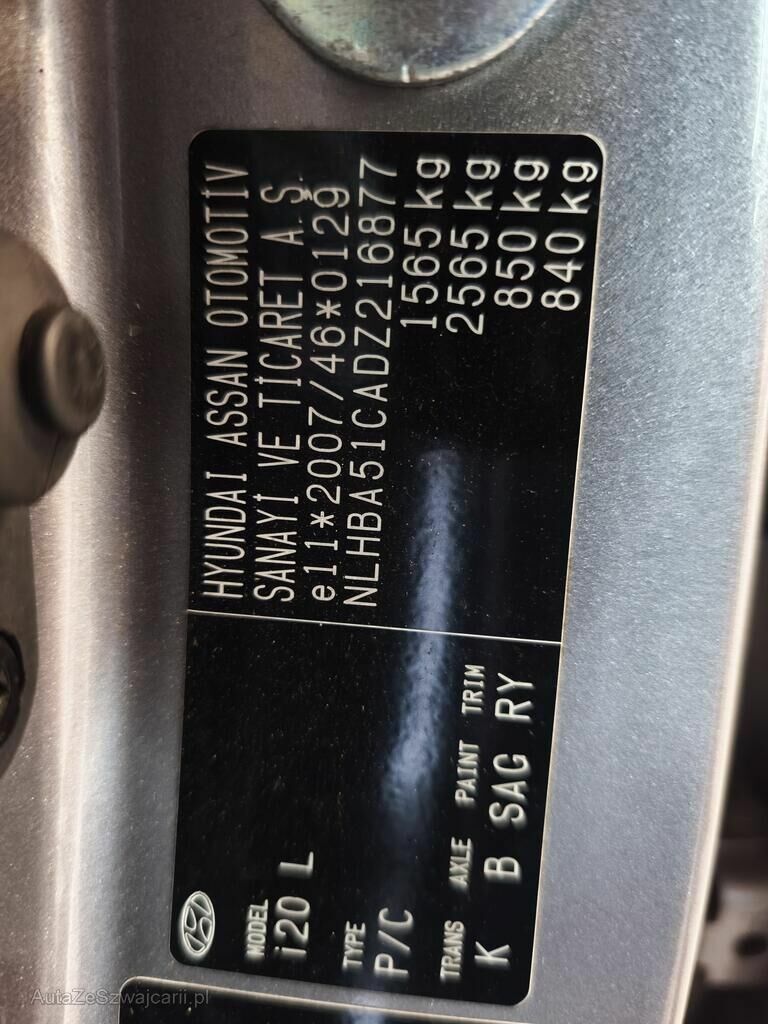 HYUNDAI ASSAN OTOMOTİV
SANAYİ VE TİCARET A.Ş
e11*2007/46*0129
NLHBA51CADZ216877
1565 kg
2565 kg
850 kg
840 kg
MODEL
i20 L
TYPE
P/C
TRANS AXLE PAINT TRIM
K B SAG RY
AutaZeSzwajcarii.pl